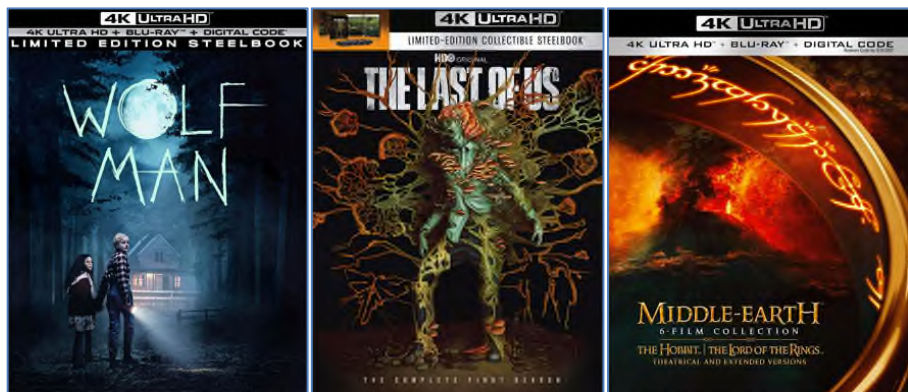 4K ULTRA HD
4K ULTRA HD + BLU-RAY + DIGITAL CODE
LIMITED EDITION STEELBOOK
WOLF
MAN
4K ULTRA HD
LIMITED-EDITION COLLECTIBLE STEELBOOK
HBO ORIGINAL
THE LAST OF US
THE COMPLETE FIRST SEASON
4K ULTRA HD
4K ULTRA HD + BLU-RAY + DIGITAL CODE
MIDDLE-EARTH
6-FILM COLLECTION
THE HOBBIT | THE LORD OF THE RINGS
THEATRICAL AND EXTENDED VERSIONS